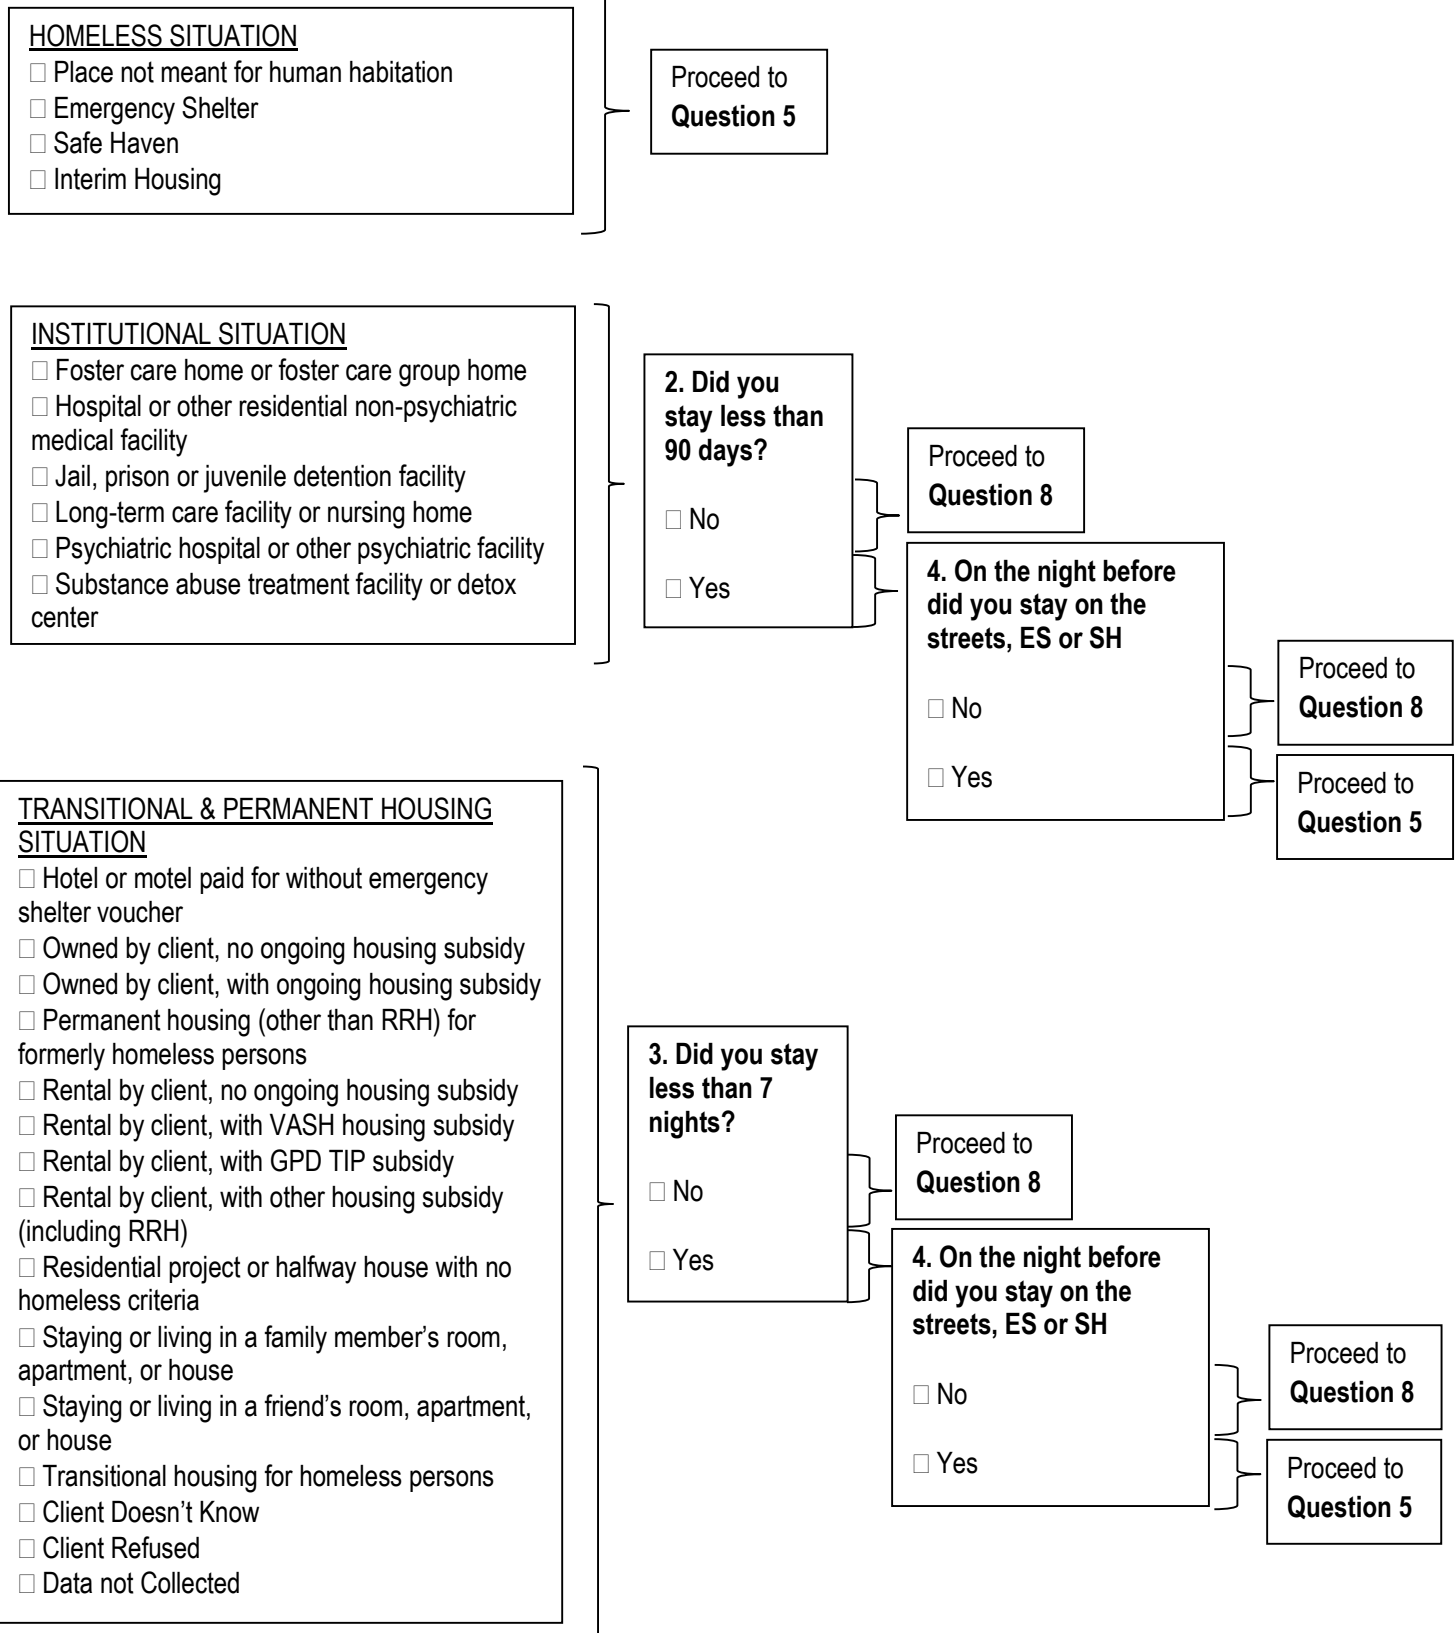 HOMELESS SITUATION
☐ Place not meant for human habitation
☐ Emergency Shelter
☐ Safe Haven
☐ Interim Housing
Proceed to
Question 5
INSTITUTIONAL SITUATION
☐ Foster care home or foster care group home
☐ Hospital or other residential non-psychiatric
medical facility
☐ Jail, prison or juvenile detention facility
☐ Long-term care facility or nursing home
☐ Psychiatric hospital or other psychiatric facility
☐ Substance abuse treatment facility or detox
center
2. Did you
stay less than
90 days?
☐ No
☐ Yes
Proceed to
Question 8
4. On the night before
did you stay on the
streets, ES or SH
☐ No
☐ Yes
Proceed to
Question 8
Proceed to
Question 5
TRANSITIONAL & PERMANENT HOUSING
SITUATION
☐ Hotel or motel paid for without emergency
shelter voucher
☐ Owned by client, no ongoing housing subsidy
☐ Owned by client, with ongoing housing subsidy
☐ Permanent housing (other than RRH) for
formerly homeless persons
☐ Rental by client, no ongoing housing subsidy
☐ Rental by client, with VASH housing subsidy
☐ Rental by client, with GPD TIP subsidy
☐ Rental by client, with other housing subsidy
(including RRH)
☐ Residential project or halfway house with no
homeless criteria
☐ Staying or living in a family member’s room,
apartment, or house
☐ Staying or living in a friend’s room, apartment,
or house
☐ Transitional housing for homeless persons
☐ Client Doesn’t Know
☐ Client Refused
☐ Data not Collected
3. Did you stay
less than 7
nights?
☐ No
☐ Yes
Proceed to
Question 8
4. On the night before
did you stay on the
streets, ES or SH
☐ No
☐ Yes
Proceed to
Question 8
Proceed to
Question 5